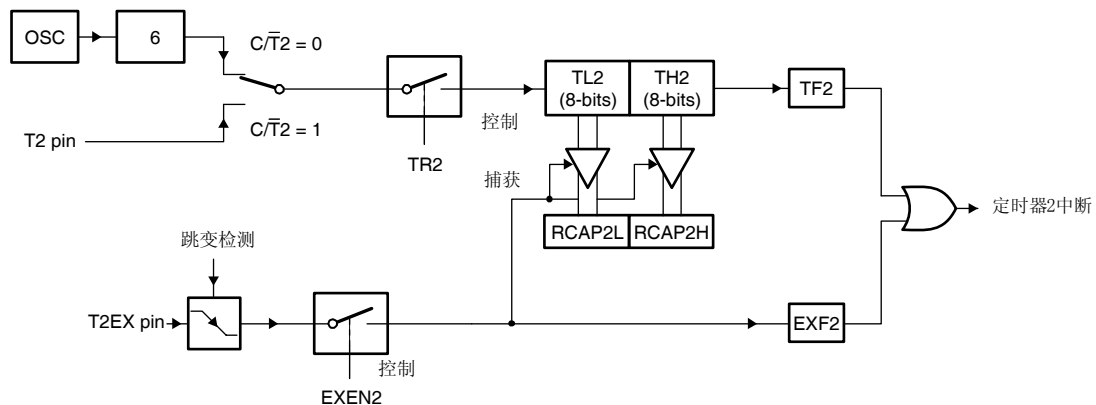 OSC
6
C/T̅2 = 0
T2 pin
C/T̅2 = 1
TR2
控制
TL2
(8-bits)
TH2
(8-bits)
TF2
捕获
RCAP2L
RCAP2H
定时器2中断
跳变检测
T2EX pin
控制
EXEN2
EXF2